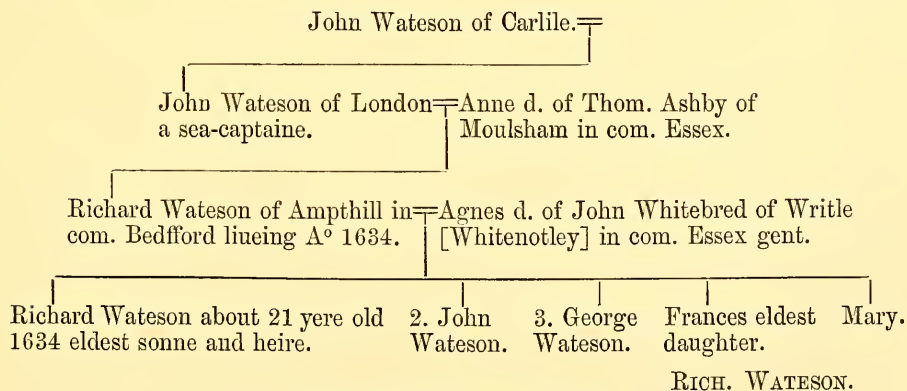 John Wateson of Carlile.
John Wateson of London
a sea-captaine.
Anne d. of Thom. Ashby of
Moulsham in com. Essex.
Richard Wateson of Ampthill in
com. Bedfford liueing Aº 1634.
Agnes d. of John Whitebred of Writle
[Whitenotley] in com. Essex gent.
Richard Wateson about 21 yere old
1634 eldest sonne and heire.
2. John
Wateson.
3. George
Wateson.
Frances eldest
daughter.
Mary.
RICH. WATESON.